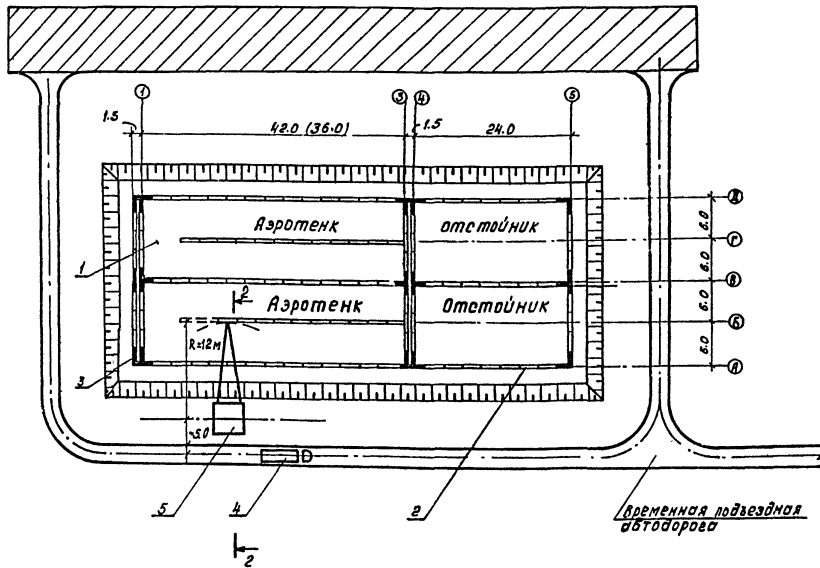 1 3 4 5
1.5 42.0 (36.0) 1.5 24.0
Аэротенк отстойник
Д
6.0
Г
1
6.0
В
2
Аэротенк Отстойник
6.0
Б
R=12м
6.0
3
А
5.0
5 4 2
временная подъездная
автодорога
2